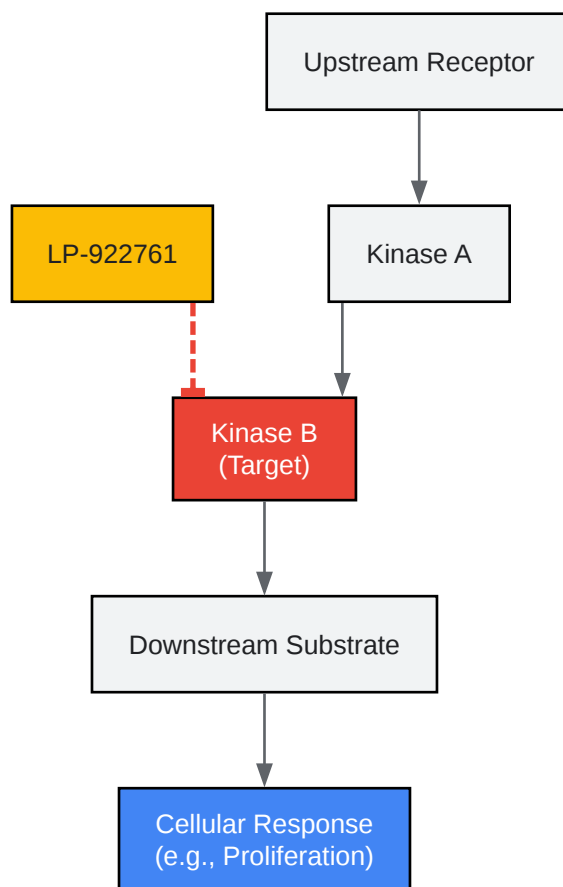 Upstream Receptor
LP-922761
Kinase A
Kinase B
(Target)
Downstream Substrate
Cellular Response
(e.g., Proliferation)